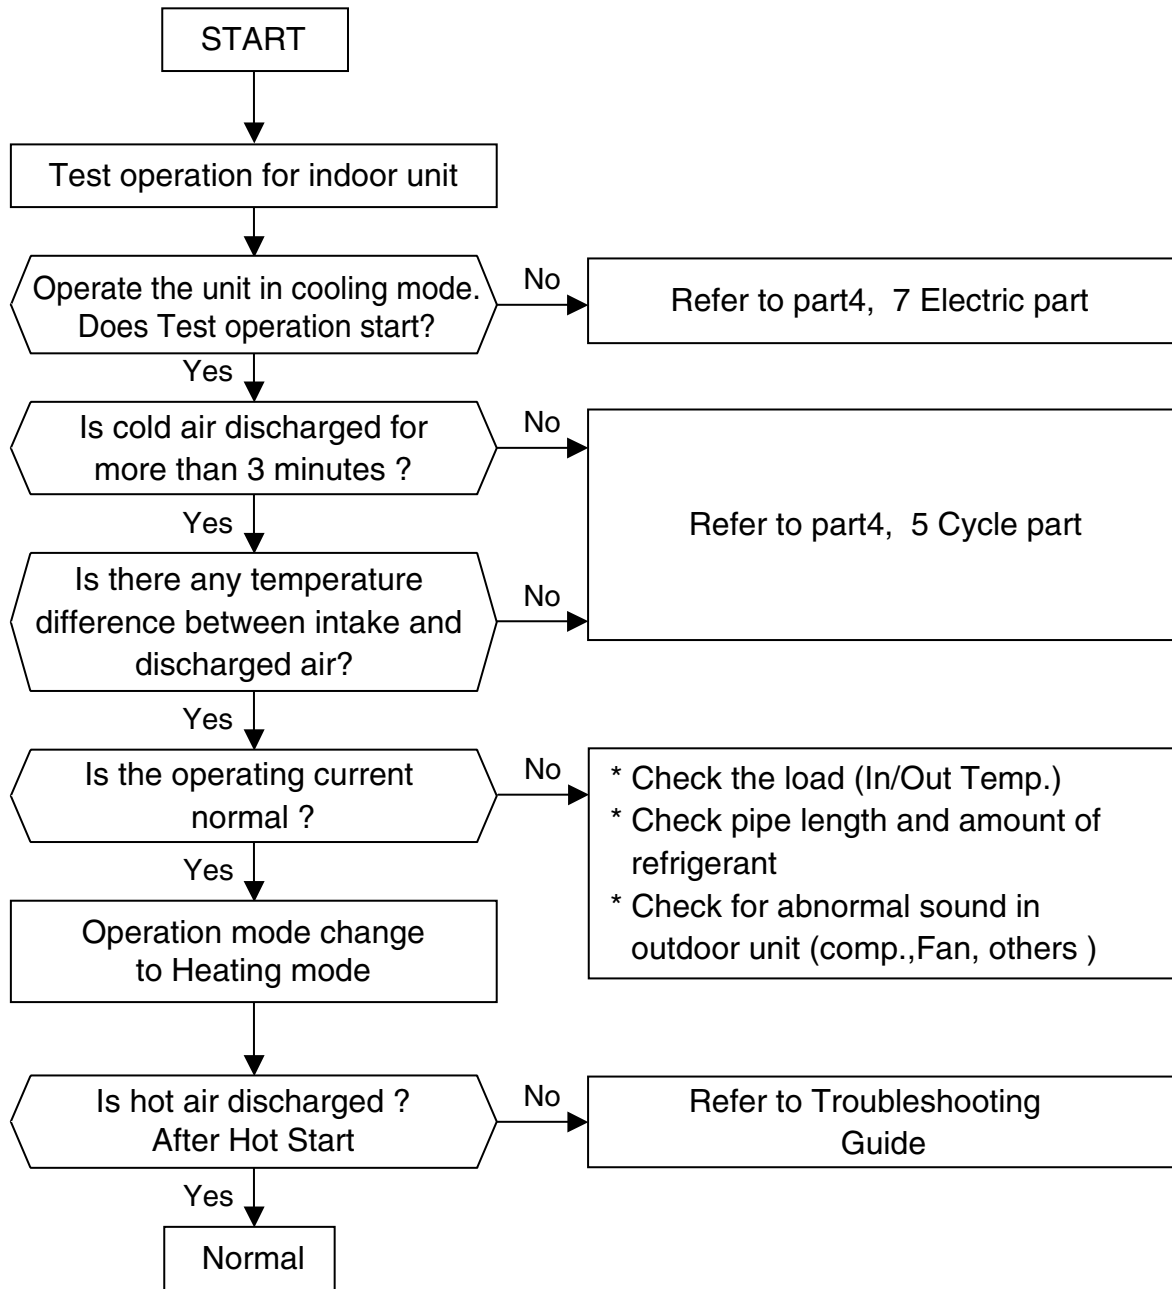 START
Test operation for indoor unit
Operate the unit in cooling mode.
Does Test operation start?
No
Refer to part4, 7 Electric part
Yes
Is cold air discharged for
more than 3 minutes ?
No
Refer to part4, 5 Cycle part
Yes
Is there any temperature
difference between intake and
discharged air?
No
Yes
Is the operating current
normal ?
No
* Check the load (In/Out Temp.)
* Check pipe length and amount of
refrigerant
* Check for abnormal sound in
outdoor unit (comp.,Fan, others )
Yes
Operation mode change
to Heating mode
Is hot air discharged ?
After Hot Start
No
Refer to Troubleshooting
Guide
Yes
Normal